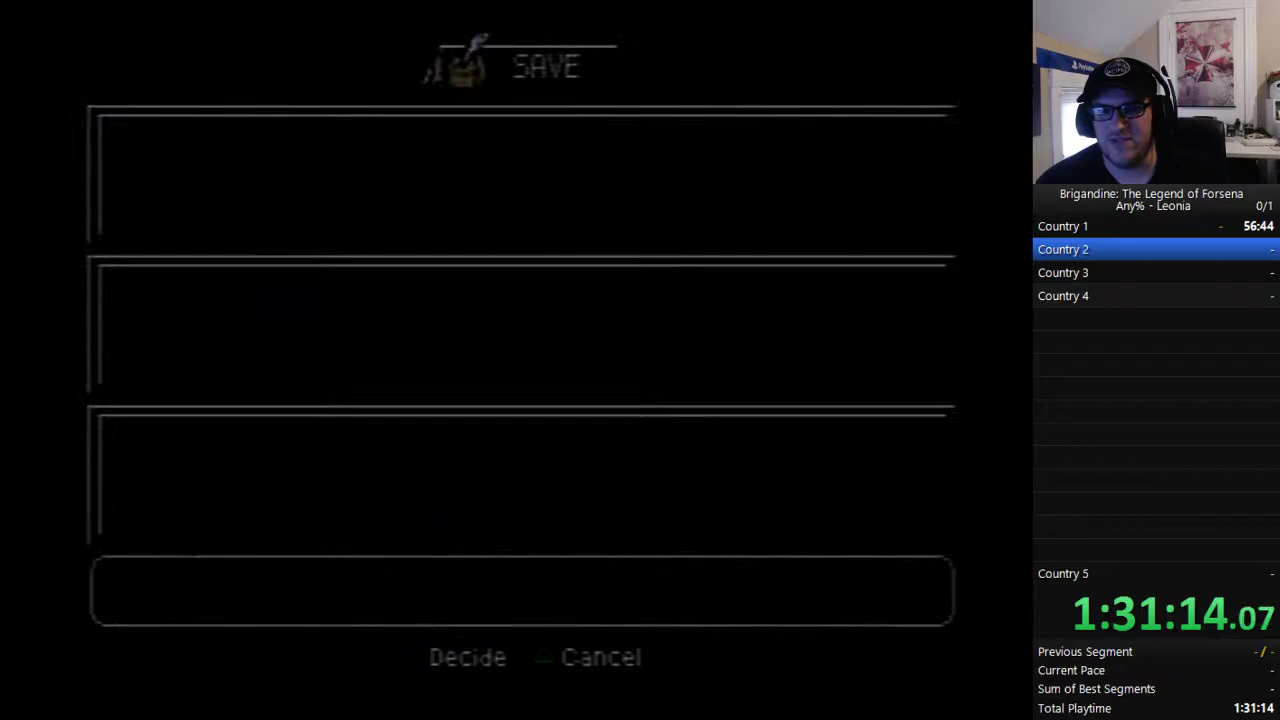 SAVE
Decide △ Cancel
Brigandine: The Legend of Forsena
Any% - Leonia 0/1
Country 1 - 56:44
Country 2 -
Country 3 -
Country 4 -
Country 5 -
1:31:14.07
Previous Segment - / -
Current Pace -
Sum of Best Segments -
Total Playtime 1:31:14